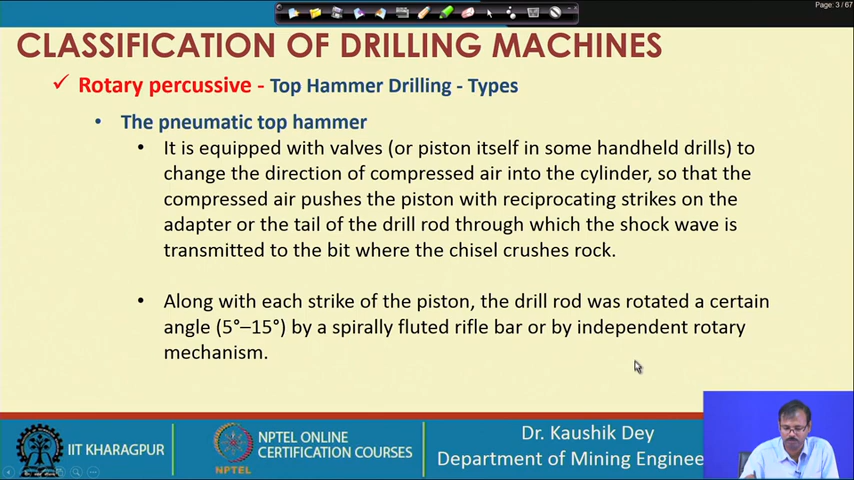 Page: 3 / 67
CLASSIFICATION OF DRILLING MACHINES
✓ Rotary percussive - Top Hammer Drilling - Types
• The pneumatic top hammer
• It is equipped with valves (or piston itself in some handheld drills) to
change the direction of compressed air into the cylinder, so that the
compressed air pushes the piston with reciprocating strikes on the
adapter or the tail of the drill rod through which the shock wave is
transmitted to the bit where the chisel crushes rock.
• Along with each strike of the piston, the drill rod was rotated a certain
angle (5°–15°) by a spirally fluted rifle bar or by independent rotary
mechanism.
IIT KHARAGPUR
NPTEL
NPTEL ONLINE
CERTIFICATION COURSES
Dr. Kaushik Dey
Department of Mining Enginee